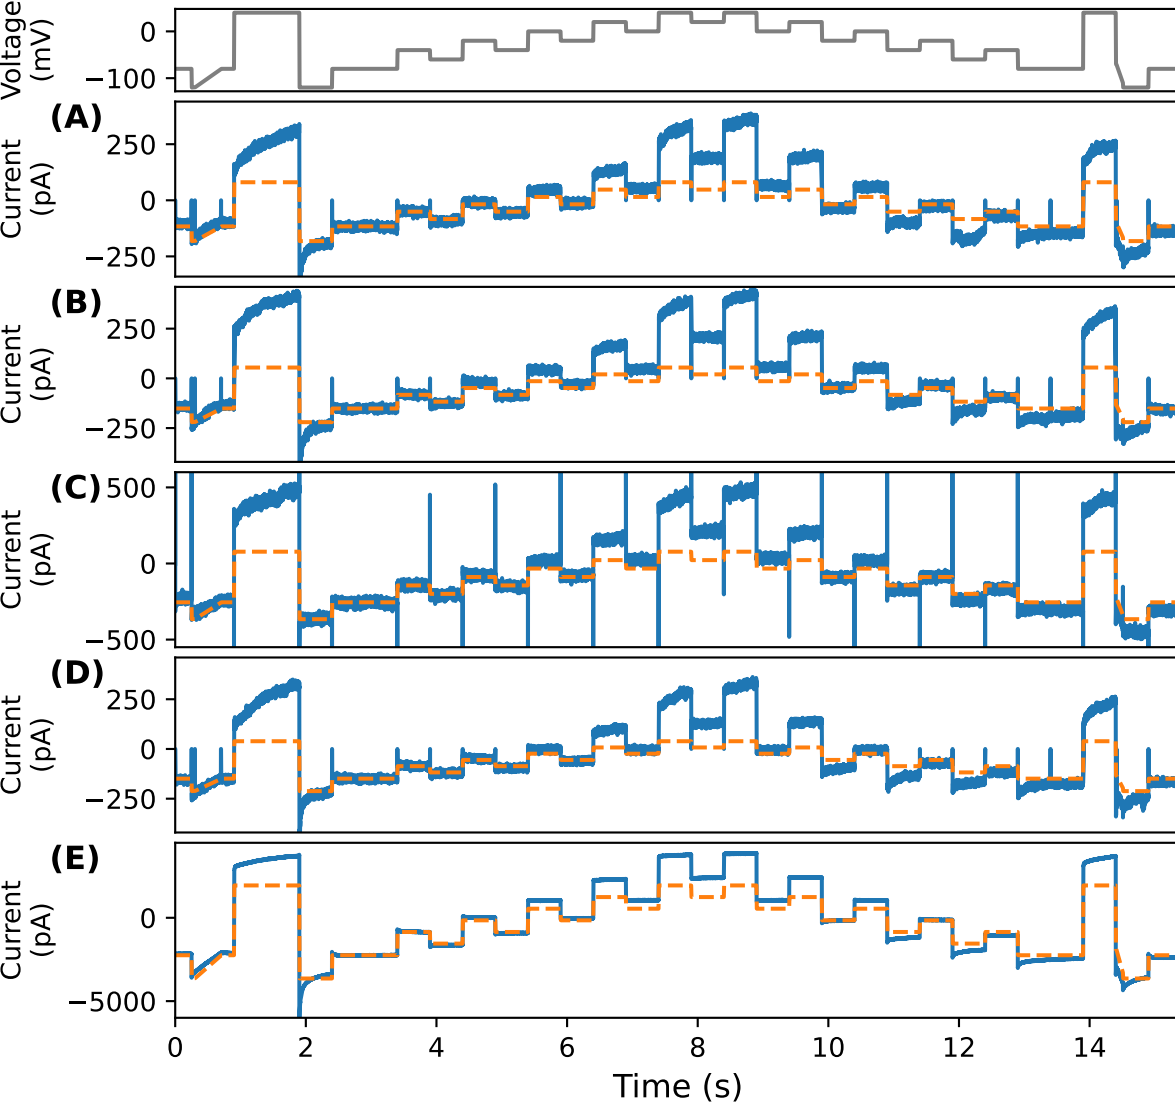 Voltage
(mV)
0
−100
(A)
Current
(pA)
250
0
−250
(B)
Current
(pA)
250
0
−250
(C)
Current
(pA)
500
0
−500
(D)
Current
(pA)
250
0
−250
(E)
Current
(pA)
0
−5000
0 2 4 6 8 10 12 14
Time (s)